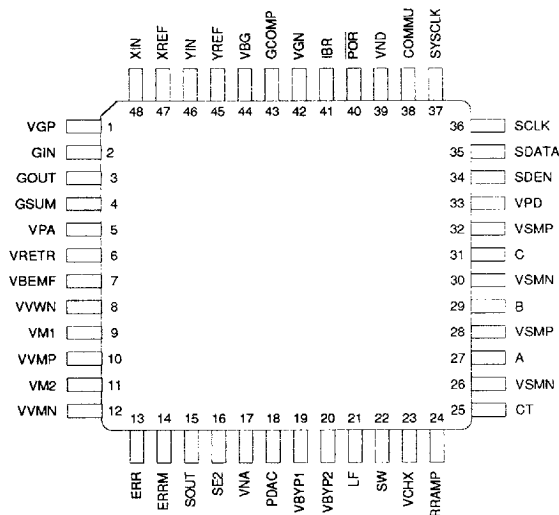 XIN XREF YIN YREF VBG GCOMP VGN IBR POR VND COMMU SYSCLK
48 47 46 45 44 43 42 41 40 39 38 37
VGP 1 36 SCLK
GIN 2 35 SDATA
GOUT 3 34 SDEN
GSUM 4 33 VPD
VPA 5 32 VSMP
VRETR 6 31 C
VBEMF 7 30 VSMN
VVWN 8 29 B
VM1 9 28 VSMP
VVMP 10 27 A
VM2 11 26 VSMN
VVMN 12 25 CT
13 14 15 16 17 18 19 20 21 22 23 24
ERR ERRM SOUT SE2 VNA PDAC VBYP1 VBYP2 LF SW VCHX RRAMP